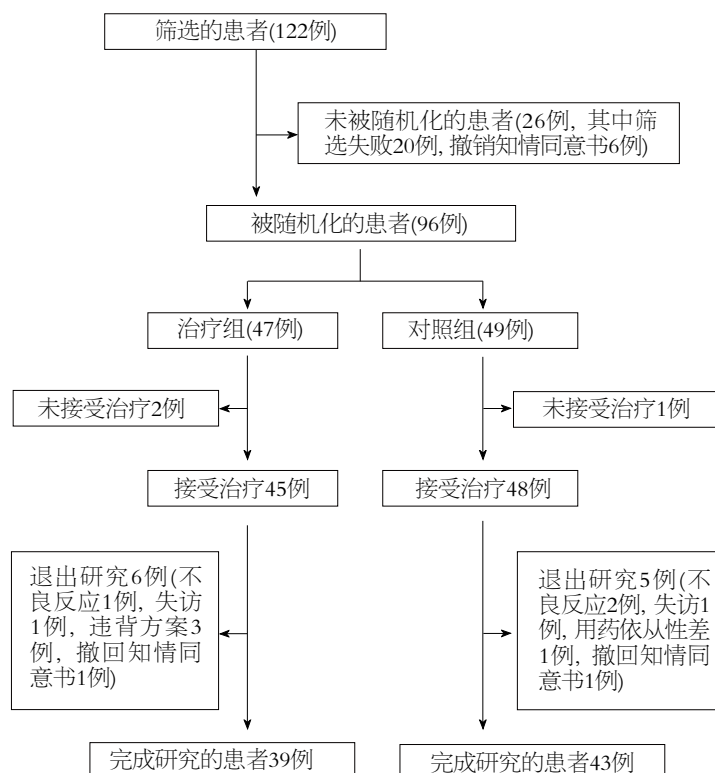 筛选的患者(122例)
未被随机化的患者(26例, 其中筛
选失败20例, 撤销知情同意书6例)
被随机化的患者(96例)
治疗组(47例)
对照组(49例)
未接受治疗2例
未接受治疗1例
接受治疗45例
接受治疗48例
退出研究6例(不
良反应1例, 失访
1例, 违背方案3
例, 撤回知情同
意书1例)
退出研究5例(不
良反应2例, 失访1
例, 用药依从性差
1例, 撤回知情同
意书1例)
完成研究的患者39例
完成研究的患者43例